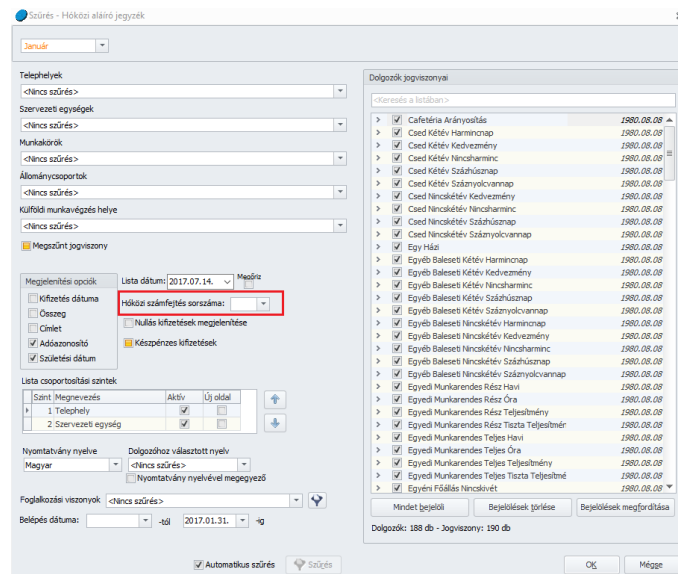 Szűrés - Hóközi aláíró jegyzék
Január
Telephelyek
<Nincs szűrés>
Szervezeti egységek
<Nincs szűrés>
Munkakörök
<Nincs szűrés>
Állománycsoportok
<Nincs szűrés>
Külföldi munkavégzés helye
<Nincs szűrés>
Megszűnt jogviszony
Megjelenítési opciók
Kifizetés dátuma
Összeg
Címlet
Adóazonosító
Születési dátum
Lista dátum: 2017.07.14. Megőriz
Hóközi számfejtés sorszáma:
Nullás kifizetések megjelenítése
Készpénzes kifizetések
Lista csoportosítási szintek
Szint Megnevezés Aktív Új oldal
1 Telephely
2 Szervezeti egység
Nyomtatvány nyelve
Magyar
Dolgozóhoz választott nyelv
<Nincs szűrés>
Nyomtatvány nyelvével megegyező
Foglalkozási viszonyok <Nincs szűrés>
Belépés dátuma: -tól 2017.01.31. -ig
Dolgozók jogviszonyai
<Keresés a listában>
Cafetéria Arányosítás 1980.08.08
Csed Kétév Harmincnap 1980.08.08
Csed Kétév Kedvezmény 1980.08.08
Csed Kétév Nincsharminc 1980.08.08
Csed Kétév Százhúsznap 1980.08.08
Csed Kétév Száznyolcvannap 1980.08.08
Csed Nincskétév Kedvezmény 1980.08.08
Csed Nincskétév Nincsharminc 1980.08.08
Csed Nincskétév Százhúsznap 1980.08.08
Csed Nincskétév Száznyolcvannap 1980.08.08
Egy Házi 1980.08.08
Egyéb Baleseti Kétév Harmincnap 1980.08.08
Egyéb Baleseti Kétév Kedvezmény 1980.08.08
Egyéb Baleseti Kétév Nincsharminc 1980.08.08
Egyéb Baleseti Kétév Százhúsznap 1980.08.08
Egyéb Baleseti Kétév Száznyolcvannap 1980.08.08
Egyéb Baleseti Nincskétév Harmincnap 1980.08.08
Egyéb Baleseti Nincskétév Kedvezmény 1980.08.08
Egyéb Baleseti Nincskétév Nincsharminc 1980.08.08
Egyéb Baleseti Nincskétév Százhúsznap 1980.08.08
Egyéb Baleseti Nincskétév Száznyolcvannap 1980.08.08
Egyedi Munkarendes Rész Havi 1980.08.08
Egyedi Munkarendes Rész Óra 1980.08.08
Egyedi Munkarendes Rész Teljesítmény 1980.08.08
Egyedi Munkarendes Rész Tiszta Teljesítmér 1980.08.08
Egyedi Munkarendes Teljes Havi 1980.08.08
Egyedi Munkarendes Teljes Óra 1980.08.08
Egyedi Munkarendes Teljes Teljesítmény 1980.08.08
Egyedi Munkarendes Teljes Tiszta Teljesítmé 1980.08.08
Egyéni Főállás Nincskivét 1980.08.08
Mindet bejelöli Bejelölések törlése Bejelölések megfordítása
Dolgozók: 188 db - Jogviszony: 190 db
Automatikus szűrés Szűrés OK Mégse